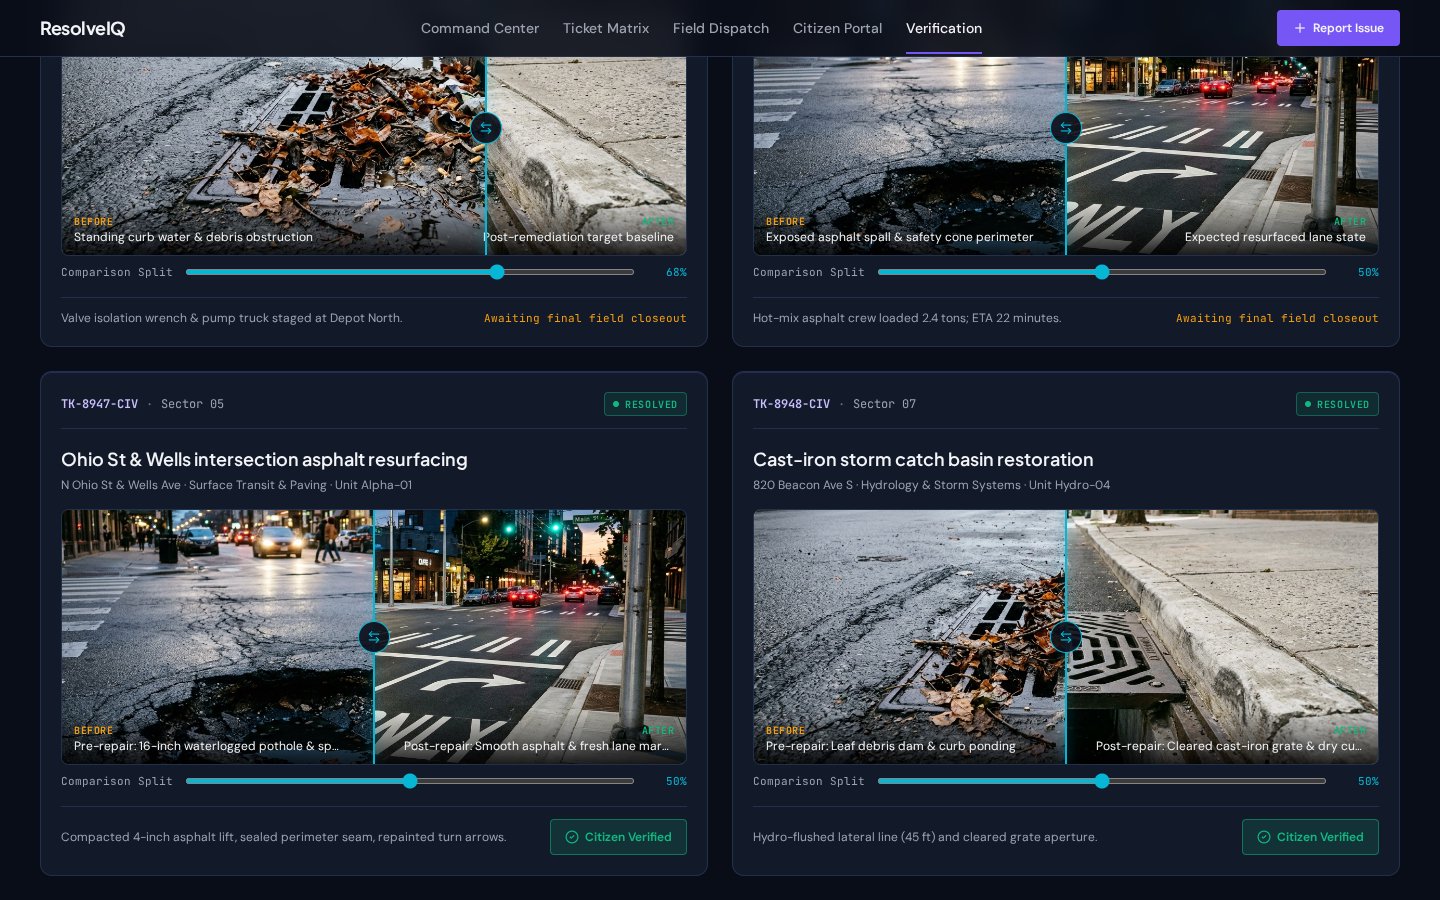 ResolveIQ
Command Center
Ticket Matrix
Field Dispatch
Citizen Portal
Verification
Report Issue
BEFORE
Standing curb water & debris obstruction
AFTER
Post-remediation target baseline
Comparison Split
68%
Valve isolation wrench & pump truck staged at Depot North.
Awaiting final field closeout
BEFORE
Exposed asphalt spall & safety cone perimeter
AFTER
Expected resurfaced lane state
ONLY
Comparison Split
50%
Hot-mix asphalt crew loaded 2.4 tons; ETA 22 minutes.
Awaiting final field closeout
TK-8947-CIV · Sector 05
RESOLVED
Ohio St & Wells intersection asphalt resurfacing
N Ohio St & Wells Ave · Surface Transit & Paving · Unit Alpha-01
Main St
BEFORE
Pre-repair: 16-inch waterlogged pothole & sp…
AFTER
Post-repair: Smooth asphalt & fresh lane mar…
ONLY
Comparison Split
50%
Compacted 4-inch asphalt lift, sealed perimeter seam, repainted turn arrows.
Citizen Verified
TK-8948-CIV · Sector 07
RESOLVED
Cast-iron storm catch basin restoration
820 Beacon Ave S · Hydrology & Storm Systems · Unit Hydro-04
BEFORE
Pre-repair: Leaf debris dam & curb ponding
AFTER
Post-repair: Cleared cast-iron grate & dry cu…
Comparison Split
50%
Hydro-flushed lateral line (45 ft) and cleared grate aperture.
Citizen Verified